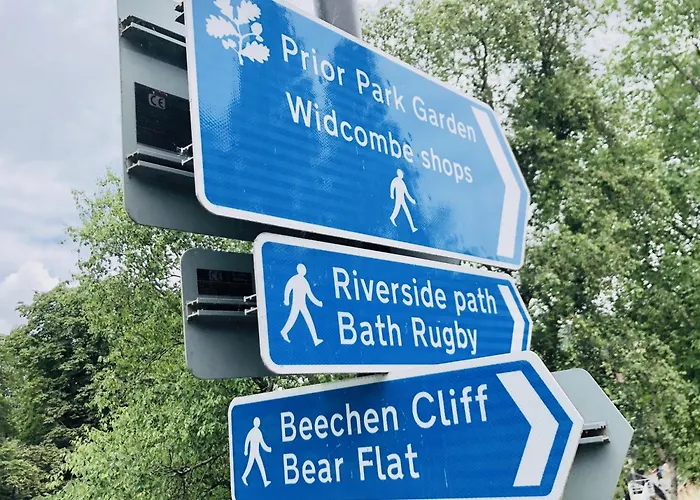 Prior Park Garden
Widcombe shops
Riverside path
Bath Rugby
Beechen Cliff
Bear Flat